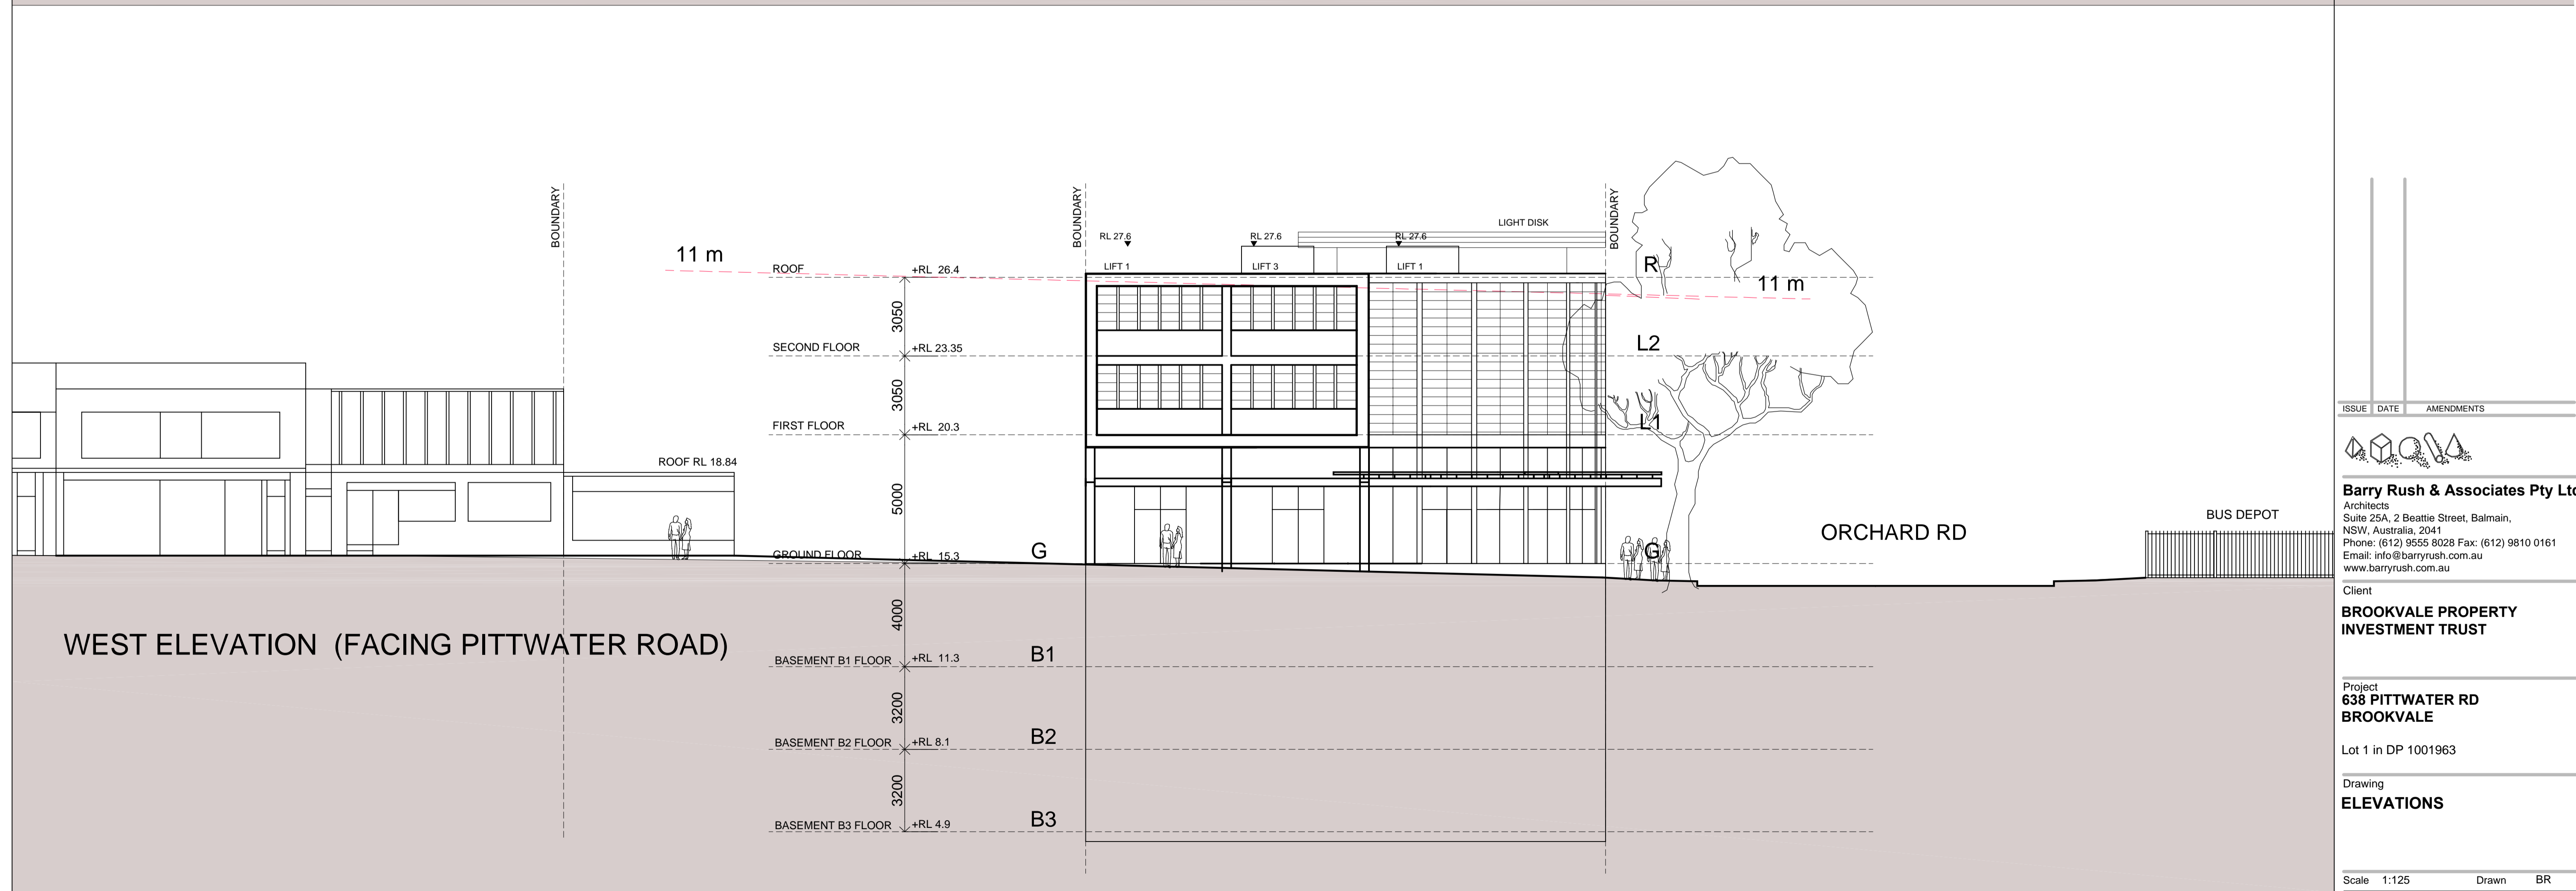 BOUNDARY
BOUNDARY
BOUNDARY
LIGHT DISK
RL 27.6
RL 27.6
RL 27.6
11 m
ROOF
+RL 26.4
LIFT 1
LIFT 3
LIFT 1
R
11 m
3050
SECOND FLOOR
+RL 23.35
L2
3050
FIRST FLOOR
+RL 20.3
L1
ROOF RL 18.84
5000
BUS DEPOT
ORCHARD RD
GROUND FLOOR
+RL 15.3
G
G
4000
WEST ELEVATION (FACING PITTWATER ROAD)
BASEMENT B1 FLOOR
+RL 11.3
B1
3200
BASEMENT B2 FLOOR
+RL 8.1
B2
3200
BASEMENT B3 FLOOR
+RL 4.9
B3
ISSUE DATE AMENDMENTS
Barry Rush & Associates Pty Ltd
Architects
Suite 25A, 2 Beattie Street, Balmain,
NSW, Australia, 2041
Phone: (612) 9555 8028 Fax: (612) 9810 0161
Email: info@barryrush.com.au
www.barryrush.com.au
Client
BROOKVALE PROPERTY
INVESTMENT TRUST
Project
638 PITTWATER RD
BROOKVALE
Lot 1 in DP 1001963
Drawing
ELEVATIONS
Scale 1:125 Drawn BR